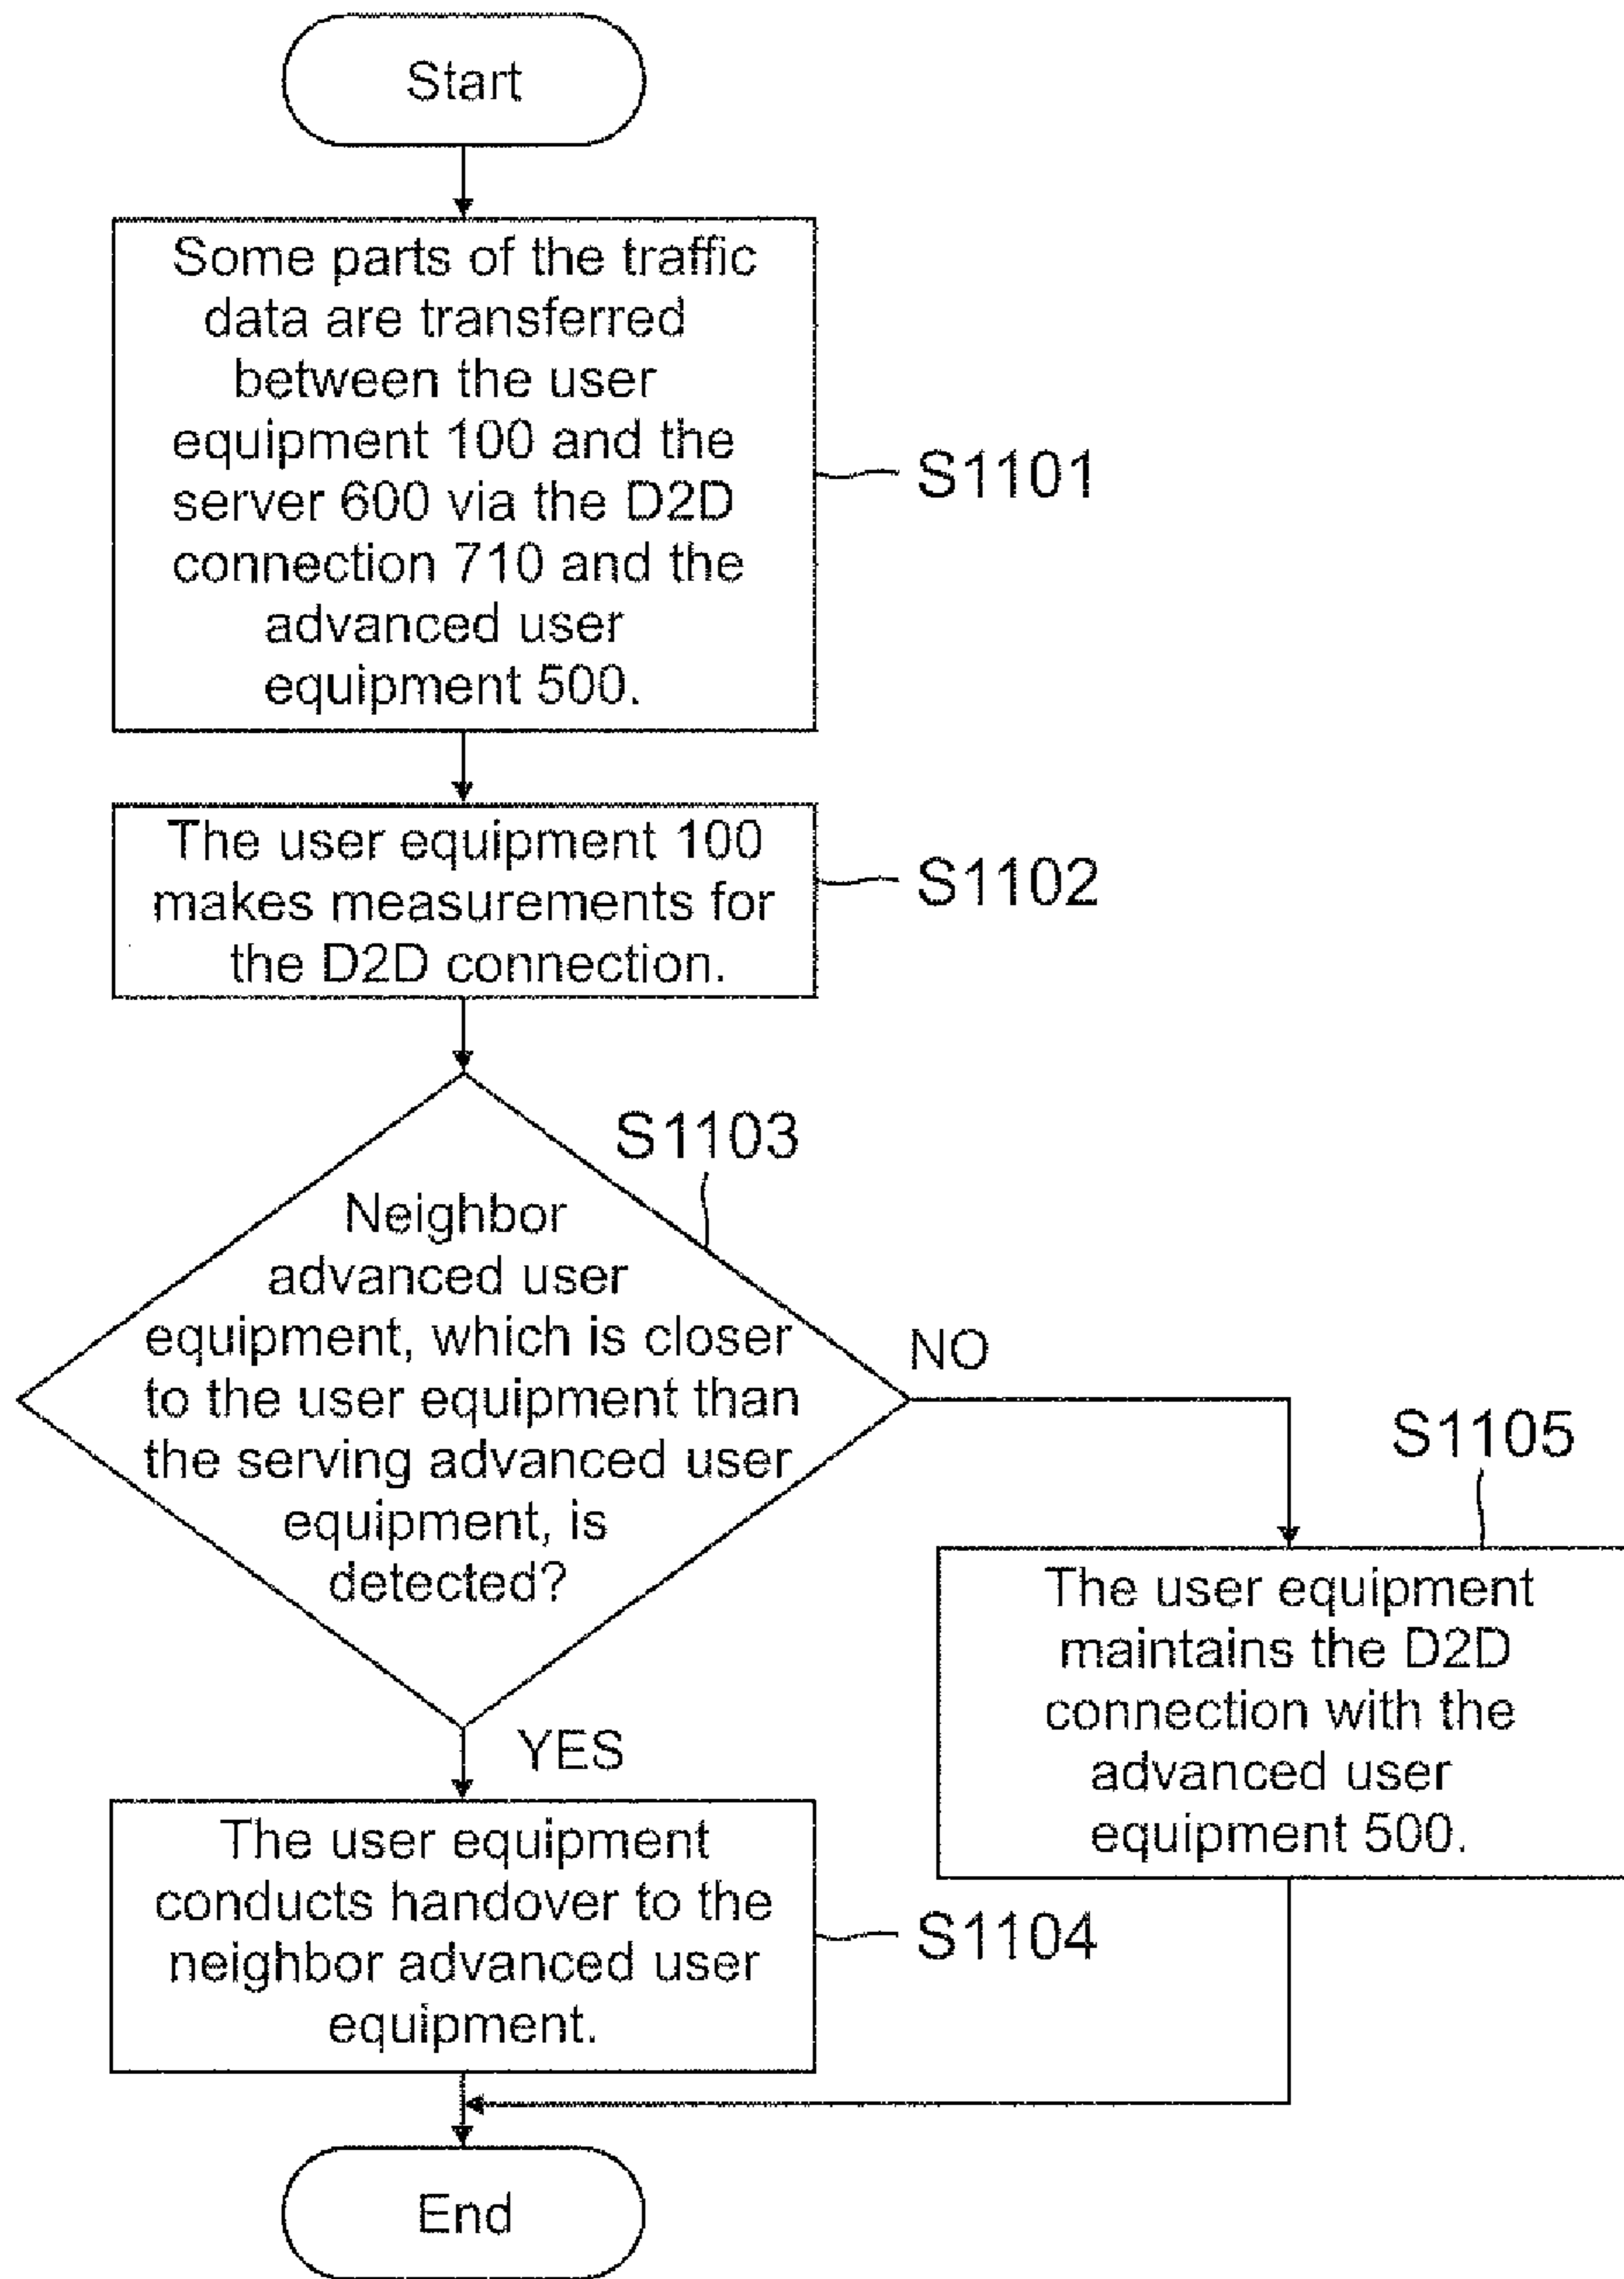 Start
Some parts of the traffic
data are transferred
between the user
equipment 100 and the
server 600 via the D2D
connection 710 and the
advanced user
equipment 500.
S1101
The user equipment 100
makes measurements for
the D2D connection.
S1102
S1103
Neighbor
advanced user
equipment, which is closer
to the user equipment than
the serving advanced user
equipment, is
detected?
NO
YES
S1105
The user equipment
maintains the D2D
connection with the
advanced user
equipment 500.
The user equipment
conducts handover to the
neighbor advanced user
equipment.
S1104
End